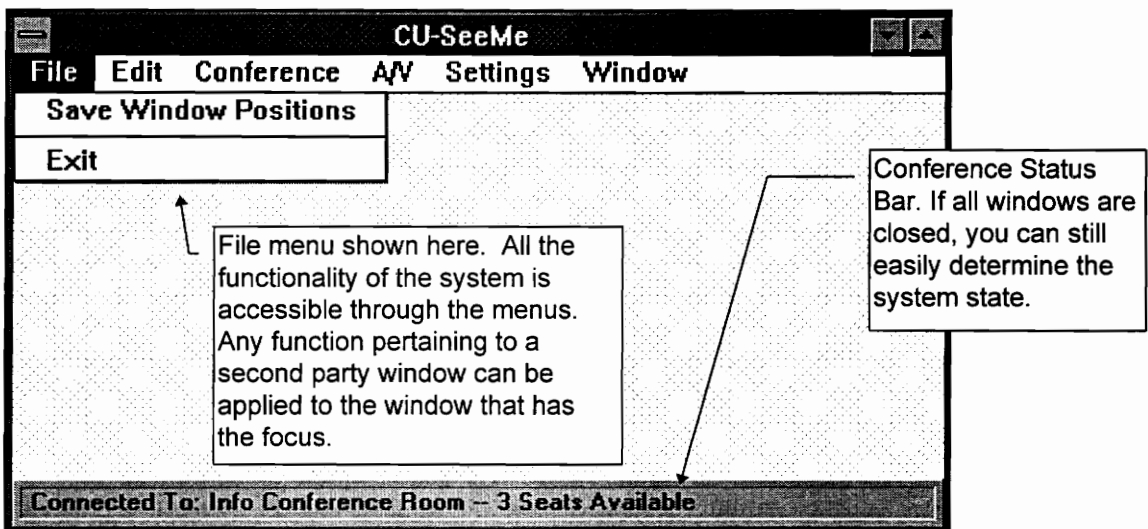 CU-SeeMe
File Edit Conference A/V Settings Window
Save Window Positions
Exit
File menu shown here. All the
functionality of the system is
accessible through the menus.
Any function pertaining to a
second party window can be
applied to the window that has
the focus.
Conference Status
Bar. If all windows are
closed, you can still
easily determine the
system state.
Connected To: Info Conference Room -- 3 Seats Available